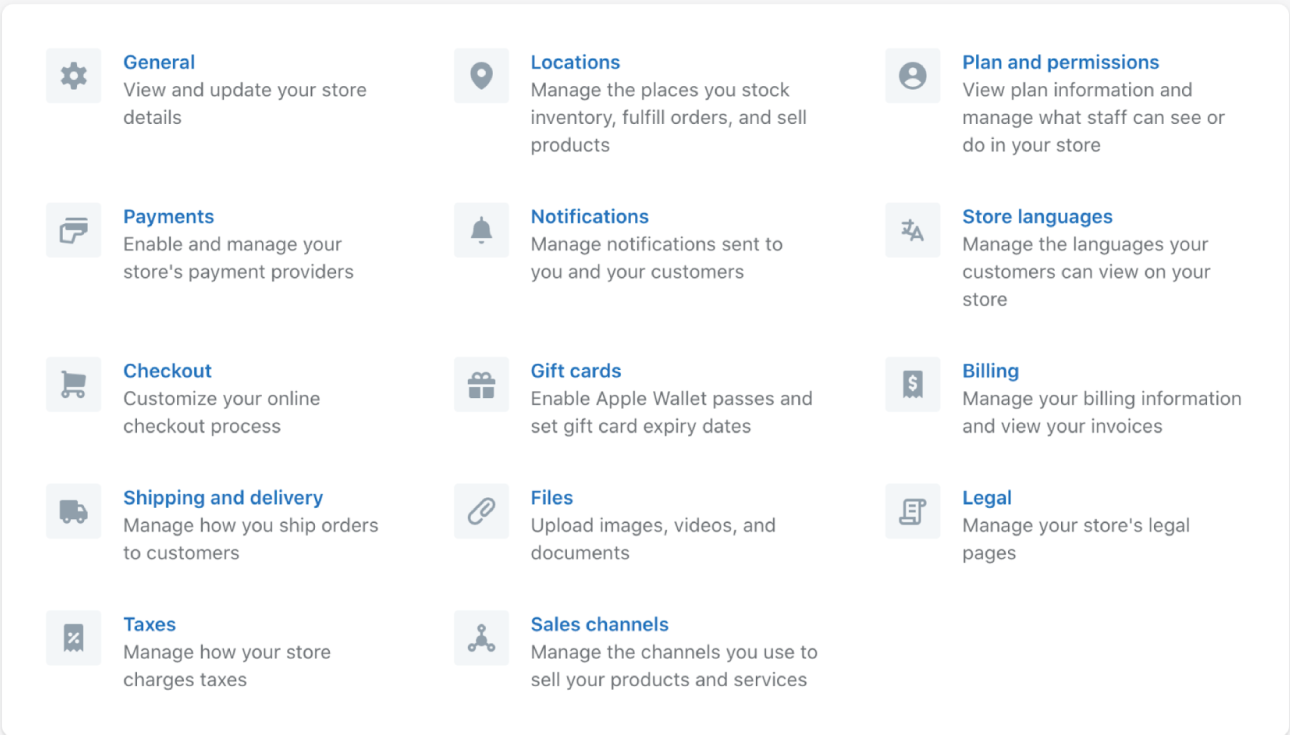 General
View and update your store
details
Locations
Manage the places you stock
inventory, fulfill orders, and sell
products
Plan and permissions
View plan information and
manage what staff can see or
do in your store
Payments
Enable and manage your
store's payment providers
Notifications
Manage notifications sent to
you and your customers
Store languages
Manage the languages your
customers can view on your
store
Checkout
Customize your online
checkout process
Gift cards
Enable Apple Wallet passes and
set gift card expiry dates
Billing
Manage your billing information
and view your invoices
Shipping and delivery
Manage how you ship orders
to customers
Files
Upload images, videos, and
documents
Legal
Manage your store's legal
pages
Taxes
Manage how your store
charges taxes
Sales channels
Manage the channels you use to
sell your products and services